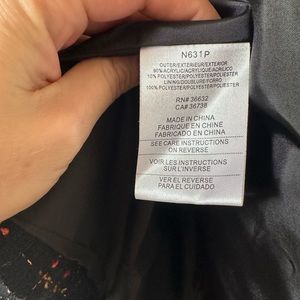 N631P
OUTER/EXTERIEUR/EXTERIOR
90% ACRYLIC/ACRYLIQUE/ACRILICO
10% POLYESTER/POLYESTER/POLIESTER
LINING/DOUBLURE/FORRO
100% POLYESTER/POLYESTER/POLIESTER
RN# 36632
CA# 36738
MADE IN CHINA
FABRIQUE EN CHINE
FABRICADO EN CHINA
SEE CARE INSTRUCTIONS
ON REVERSE
VOIR LES INSTRUCTIONS
SUR L'INVERSE
VER EL REVERSE
PARA EL CUIDADO